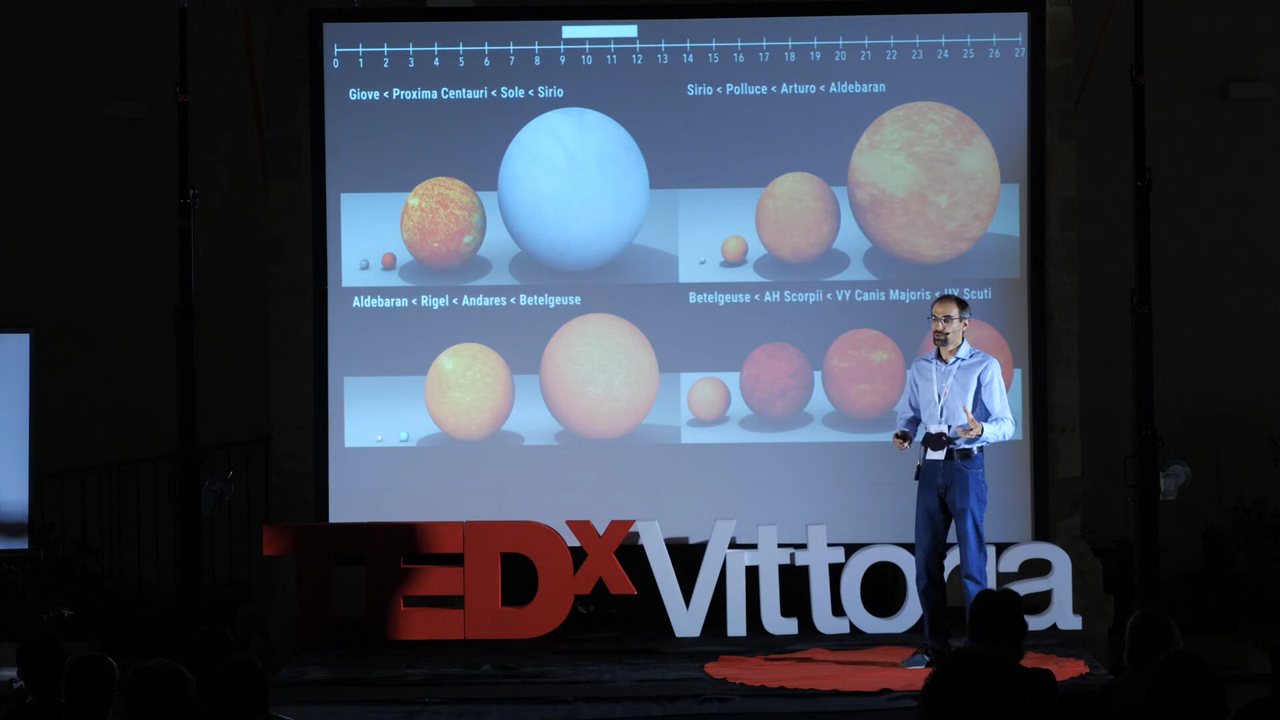 0 1 2 3 4 5 6 7 8 9 10 11 12 13 14 15 16 17 18 19 20 21 22 23 24 25 26 27
Giove < Proxima Centauri < Sole < Sirio
Sirio < Polluce < Arturo < Aldebaran
Aldebaran < Rigel < Andares < Betelgeuse
Betelgeuse < AH Scorpii < VY Canis Majoris < UY Scuti
TEDxVittoria